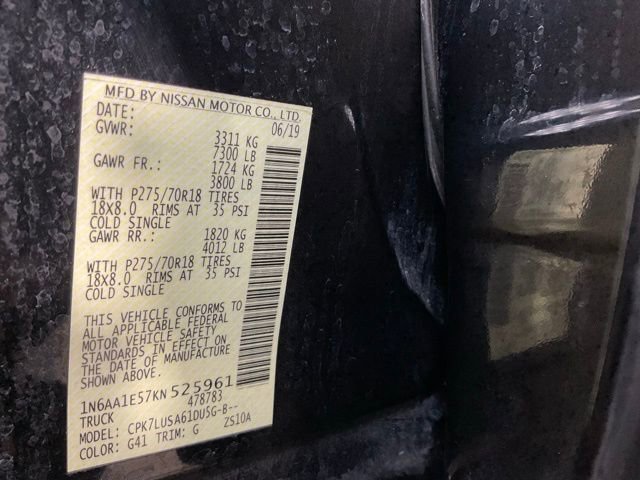 MFD BY NISSAN MOTOR CO., LTD.
DATE: 06/19
GVWR: 3311 KG
7300 LB
GAWR FR.: 1724 KG
3800 LB
WITH P275/70R18 TIRES
18X8.0 RIMS AT 35 PSI
COLD SINGLE
GAWR RR.: 1820 KG
4012 LB
WITH P275/70R18 TIRES
18X8.0 RIMS AT 35 PSI
COLD SINGLE
THIS VEHICLE CONFORMS TO
ALL APPLICABLE FEDERAL
MOTOR VEHICLE SAFETY
STANDARDS IN EFFECT ON
THE DATE OF MANUFACTURE
SHOWN ABOVE.
1N6AA1E57KN 525961
TRUCK 478783
MODEL: CPK7LUSA61DU5G-B--
COLOR: G41 TRIM: G ZS10A